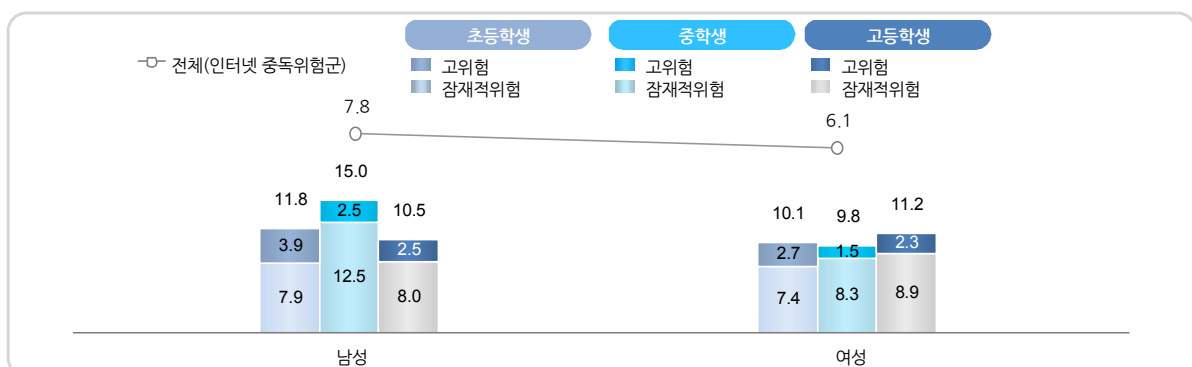 초등학생 중학생 고등학생
전체(인터넷 중독위험군) 고위험 고위험 고위험
잠재적위험 잠재적위험 잠재적위험
7.8 6.1
15.0
11.8 10.5 10.1 9.8 11.2
3.9 2.5 2.5 2.7 1.5 2.3
7.9 12.5 8.0 7.4 8.3 8.9
남성 여성